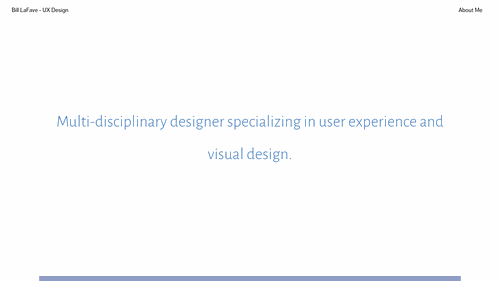 Bill LaFave - UX Design
About Me
Multi-disciplinary designer specializing in user experience and
visual design.